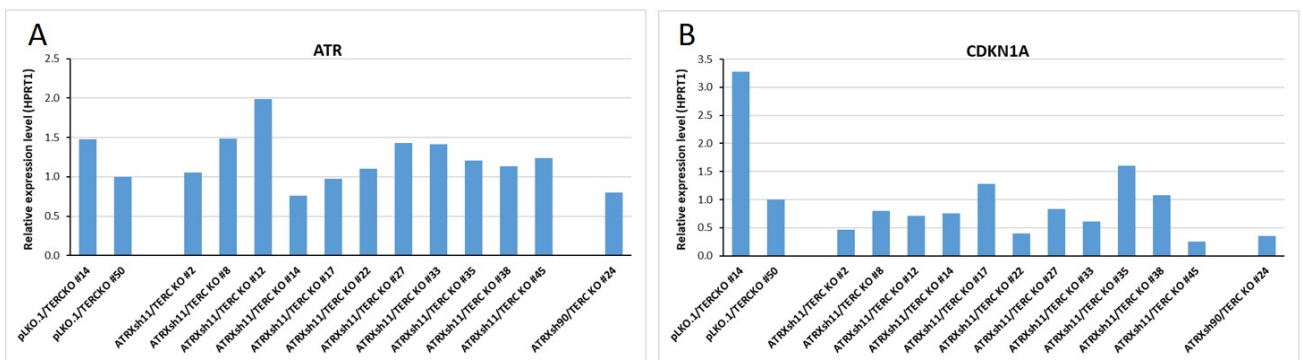 A
ATR
Relative expression level (HPRT1)
2.5
2.0
1.5
1.0
0.5
0.0
pLKO.1/TERCKO #14
pLKO.1/TERCKO #50
ATRXsh11/TERC KO #2
ATRXsh11/TERC KO #8
ATRXsh11/TERC KO #12
ATRXsh11/TERC KO #14
ATRXsh11/TERC KO #17
ATRXsh11/TERC KO #22
ATRXsh11/TERC KO #27
ATRXsh11/TERC KO #33
ATRXsh11/TERC KO #35
ATRXsh11/TERC KO #38
ATRXsh11/TERC KO #45
ATRXsh90/TERC KO #24
B
CDKN1A
Relative expression level (HPRT1)
3.5
3.0
2.5
2.0
1.5
1.0
0.5
0.0
pLKO.1/TERCKO #14
pLKO.1/TERCKO #50
ATRXsh11/TERC KO #2
ATRXsh11/TERC KO #8
ATRXsh11/TERC KO #12
ATRXsh11/TERC KO #14
ATRXsh11/TERC KO #17
ATRXsh11/TERC KO #22
ATRXsh11/TERC KO #27
ATRXsh11/TERC KO #33
ATRXsh11/TERC KO #35
ATRXsh11/TERC KO #38
ATRXsh11/TERC KO #45
ATRXsh90/TERC KO #24